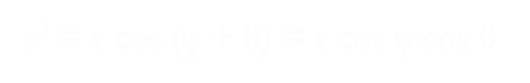 x' = r cos (φ + θ) = r cos φ cos θ